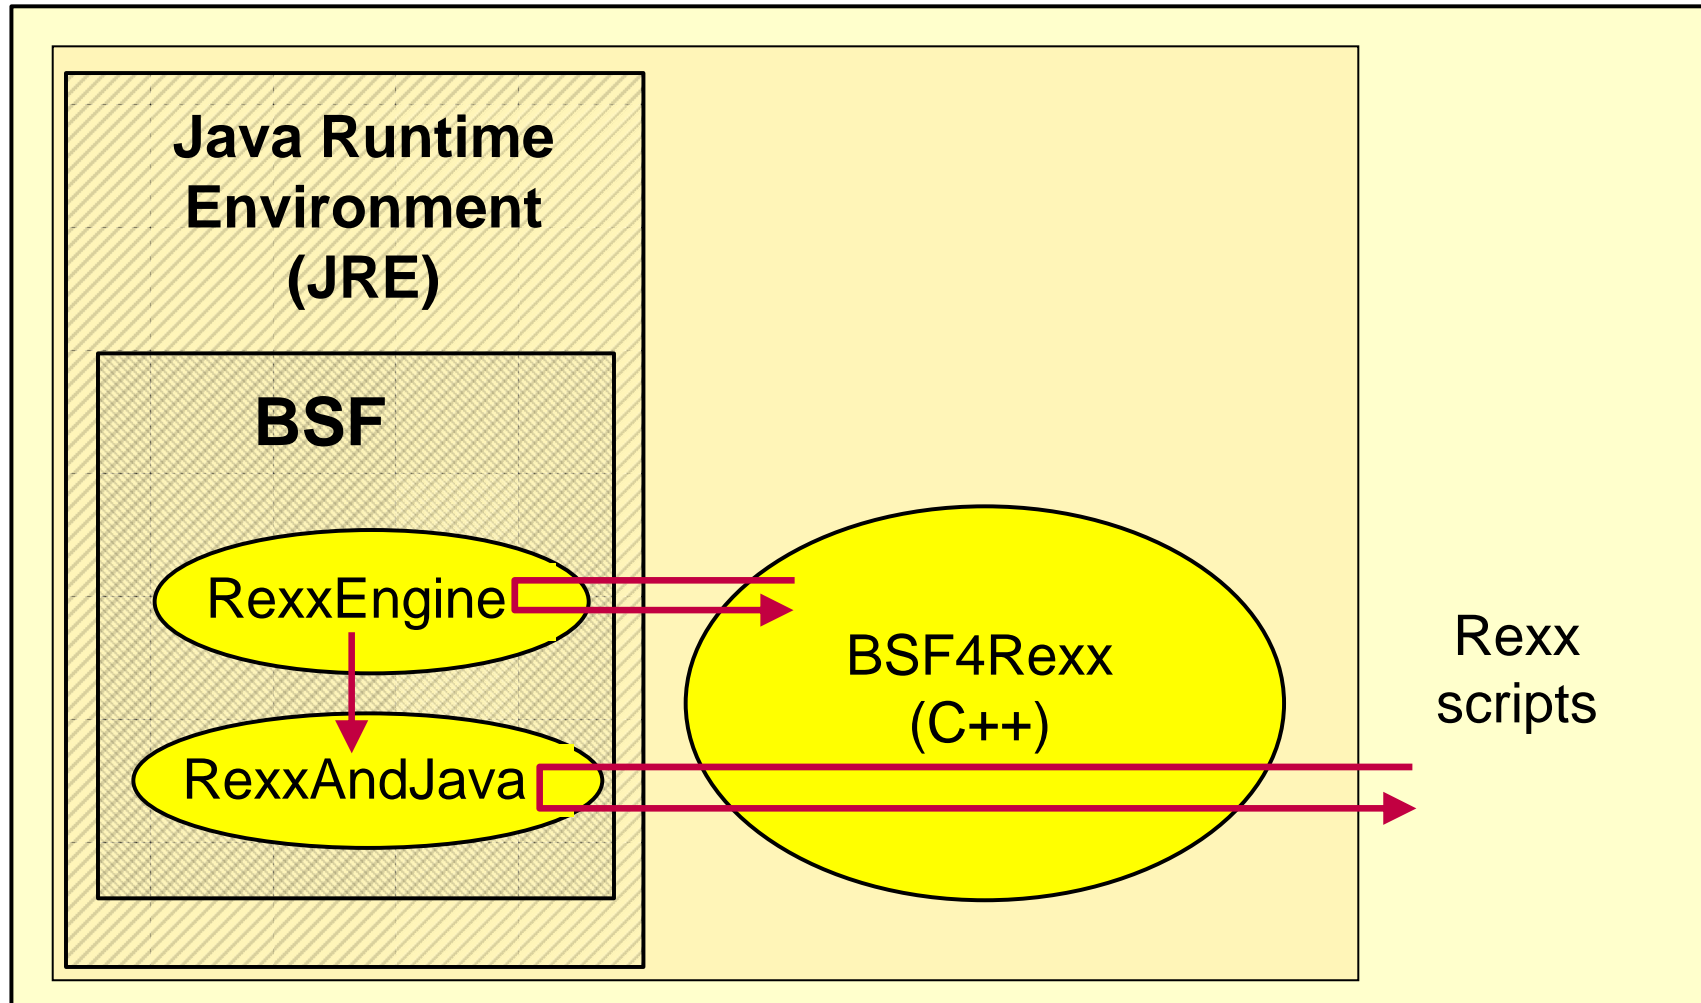 Java Runtime
Environment
(JRE)
BSF
RexxEngine
RexxAndJava
BSF4Rexx
(C++)
Rexx
scripts